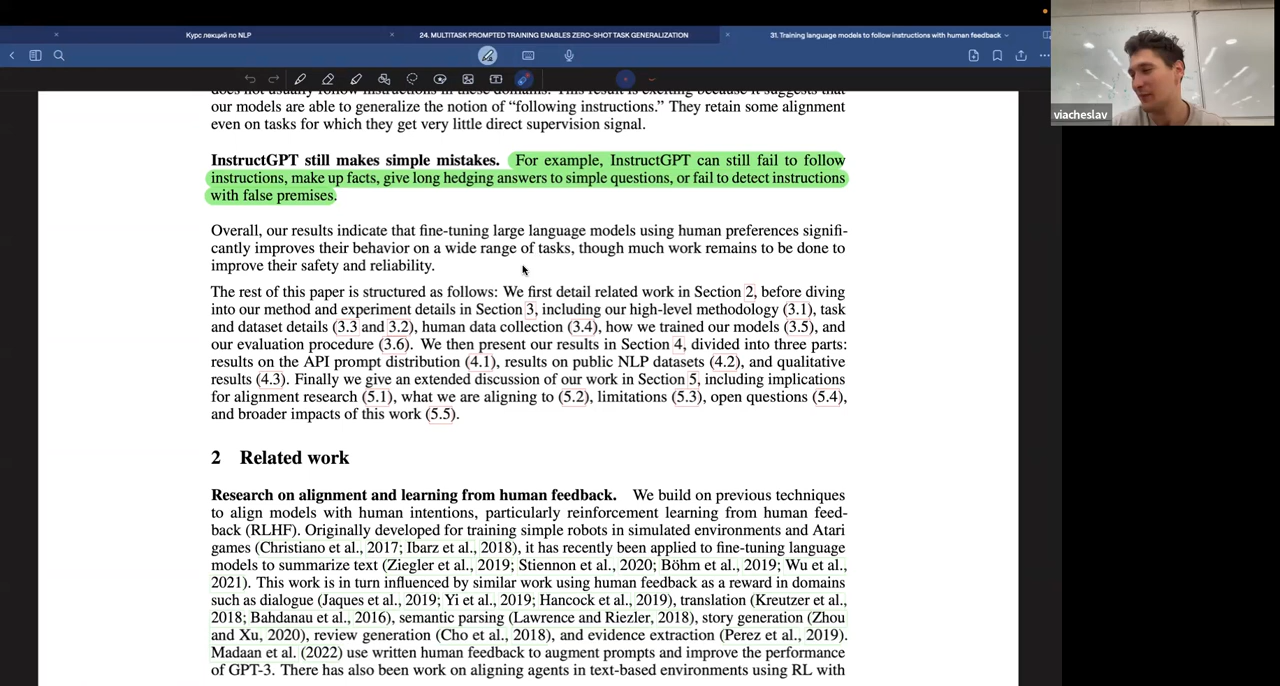 Курс лекций по NLP
24. MULTITASK PROMPTED TRAINING ENABLES ZERO-SHOT TASK GENERALIZATION
31. Training language models to follow instructions with human feedback
viacheslav
our models are able to generalize the notion of “following instructions.” They retain some alignment
even on tasks for which they get very little direct supervision signal.
InstructGPT still makes simple mistakes. For example, InstructGPT can still fail to follow
instructions, make up facts, give long hedging answers to simple questions, or fail to detect instructions
with false premises.
Overall, our results indicate that fine-tuning large language models using human preferences signifi-
cantly improves their behavior on a wide range of tasks, though much work remains to be done to
improve their safety and reliability.
The rest of this paper is structured as follows: We first detail related work in Section 2, before diving
into our method and experiment details in Section 3, including our high-level methodology (3.1), task
and dataset details (3.3 and 3.2), human data collection (3.4), how we trained our models (3.5), and
our evaluation procedure (3.6). We then present our results in Section 4, divided into three parts:
results on the API prompt distribution (4.1), results on public NLP datasets (4.2), and qualitative
results (4.3). Finally we give an extended discussion of our work in Section 5, including implications
for alignment research (5.1), what we are aligning to (5.2), limitations (5.3), open questions (5.4),
and broader impacts of this work (5.5).
2 Related work
Research on alignment and learning from human feedback. We build on previous techniques
to align models with human intentions, particularly reinforcement learning from human feed-
back (RLHF). Originally developed for training simple robots in simulated environments and Atari
games (Christiano et al., 2017; Ibarz et al., 2018), it has recently been applied to fine-tuning language
models to summarize text (Ziegler et al., 2019; Stiennon et al., 2020; Böhm et al., 2019; Wu et al.,
2021). This work is in turn influenced by similar work using human feedback as a reward in domains
such as dialogue (Jaques et al., 2019; Yi et al., 2019; Hancock et al., 2019), translation (Kreutzer et al.,
2018; Bahdanau et al., 2016), semantic parsing (Lawrence and Riezler, 2018), story generation (Zhou
and Xu, 2020), review generation (Cho et al., 2018), and evidence extraction (Perez et al., 2019).
Madaan et al. (2022) use written human feedback to augment prompts and improve the performance
of GPT-3. There has also been work on aligning agents in text-based environments using RL with